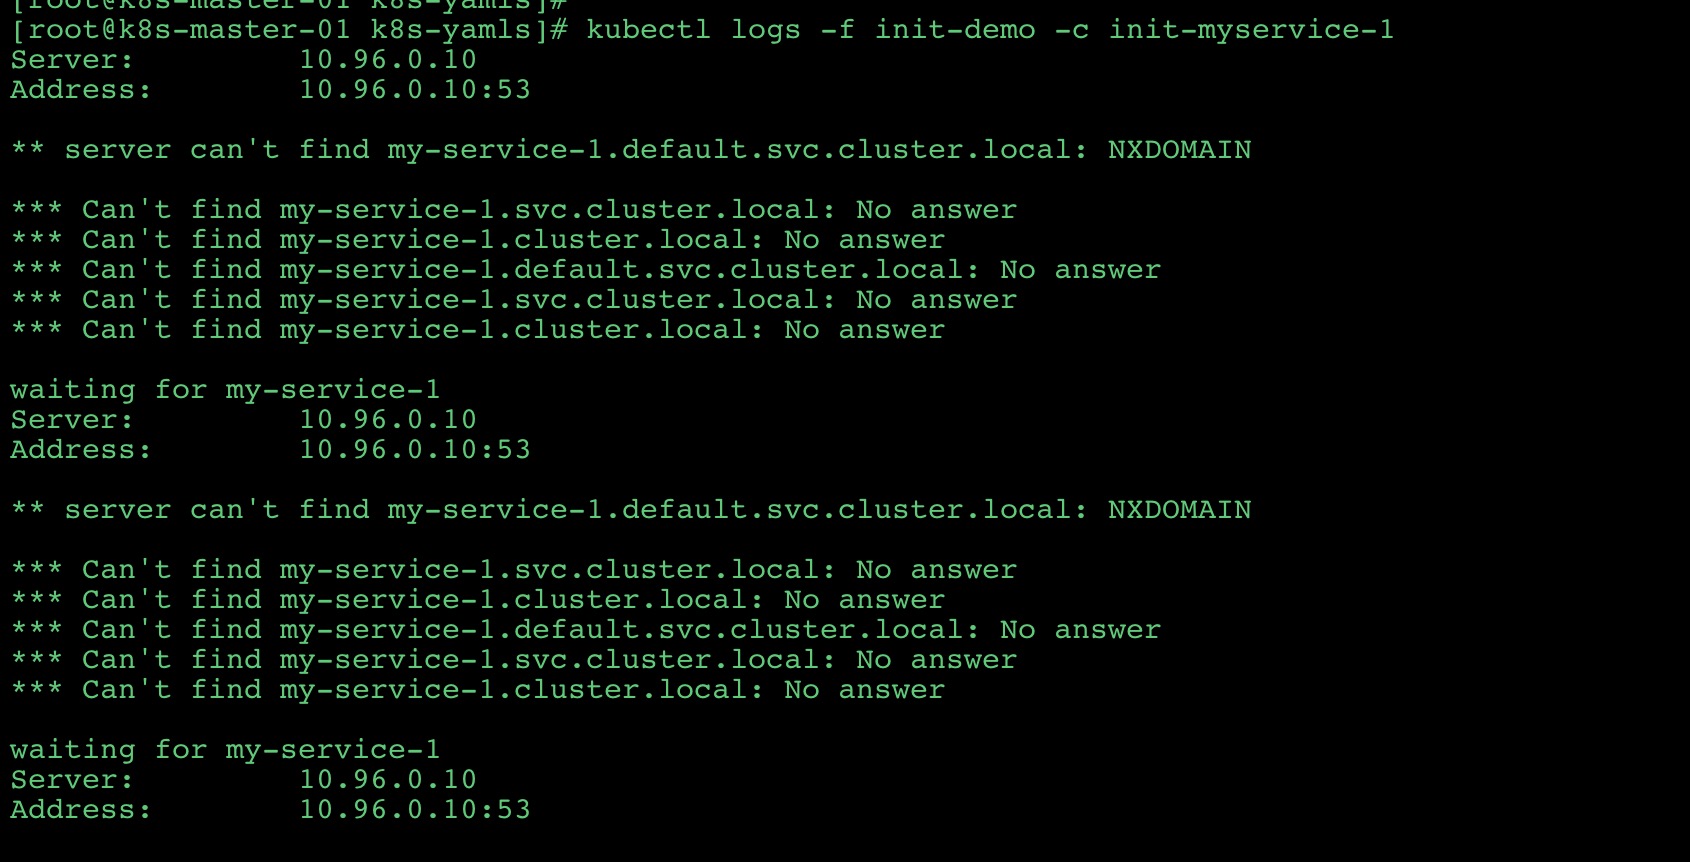 [root@k8s-master-01 k8s-yamls]#
[root@k8s-master-01 k8s-yamls]# kubectl logs -f init-demo -c init-myservice-1
Server:         10.96.0.10
Address:        10.96.0.10:53
** server can't find my-service-1.default.svc.cluster.local: NXDOMAIN
*** Can't find my-service-1.svc.cluster.local: No answer
*** Can't find my-service-1.cluster.local: No answer
*** Can't find my-service-1.default.svc.cluster.local: No answer
*** Can't find my-service-1.svc.cluster.local: No answer
*** Can't find my-service-1.cluster.local: No answer
waiting for my-service-1
Server:         10.96.0.10
Address:        10.96.0.10:53
** server can't find my-service-1.default.svc.cluster.local: NXDOMAIN
*** Can't find my-service-1.svc.cluster.local: No answer
*** Can't find my-service-1.cluster.local: No answer
*** Can't find my-service-1.default.svc.cluster.local: No answer
*** Can't find my-service-1.svc.cluster.local: No answer
*** Can't find my-service-1.cluster.local: No answer
waiting for my-service-1
Server:         10.96.0.10
Address:        10.96.0.10:53